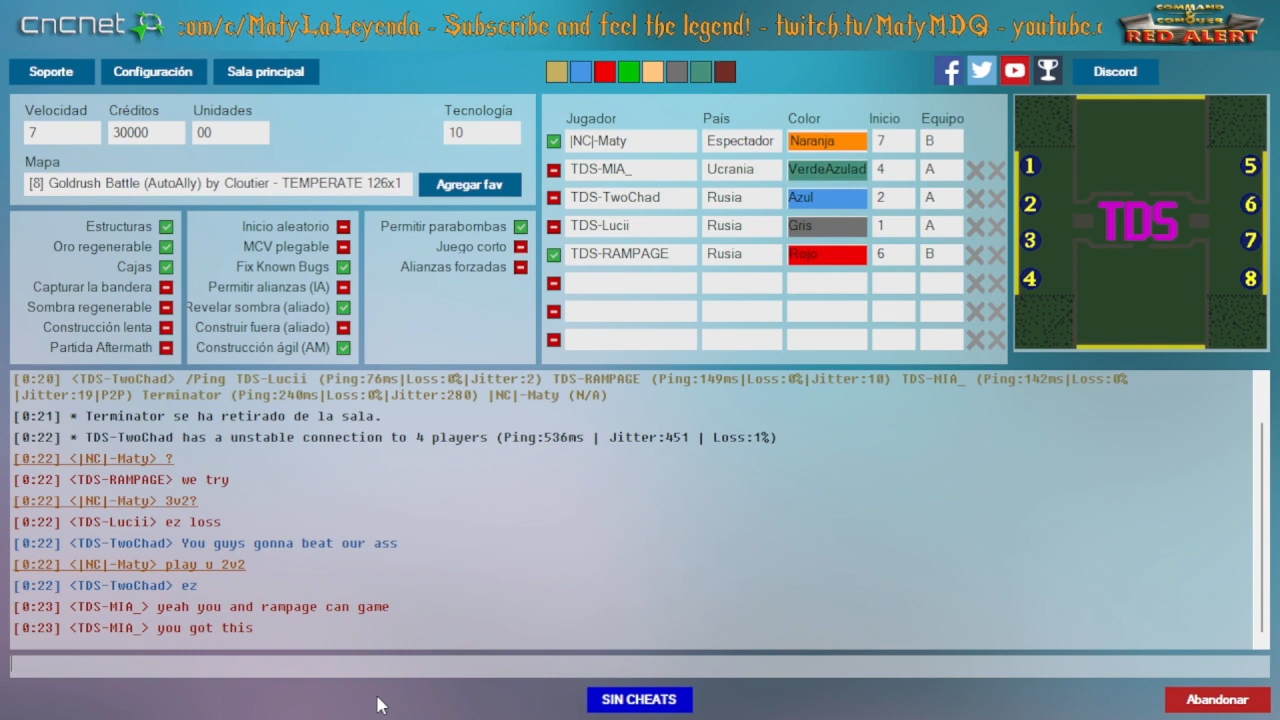 cncnet
com/c/MatyLaLeyenda - Subscribe and feel the legend! - twitch.tv/MatyMDQ - youtube.c
COMMAND & CONQUER
RED ALERT
Soporte Configuración Sala principal
Discord
Velocidad Créditos Unidades Tecnología
7 30000 00 10
Mapa
[8] Goldrush Battle (AutoAlly) by Cloutier - TEMPERATE 126x1
Agregar fav
Estructuras
Oro regenerable
Cajas
Capturar la bandera
Sombra regenerable
Construcción lenta
Partida Aftermath
Inicio aleatorio
MCV plegable
Fix Known Bugs
Permitir alianzas (IA)
Revelar sombra (aliado)
Construir fuera (aliado)
Construcción ágil (AM)
Permitir parabombas
Juego corto
Alianzas forzadas
Jugador País Color Inicio Equipo
|NC|-Maty Espectador Naranja 7 B
TDS-MIA_ Ucrania VerdeAzulad 4 A
TDS-TwoChad Rusia Azul 2 A
TDS-Lucii Rusia Gris 1 A
TDS-RAMPAGE Rusia Rojo 6 B
1 5
2 6
TDS
3 7
4 8
[0:20] <TDS-TwoChad> /Ping TDS-Lucii (Ping:76ms|Loss:0%|Jitter:2) TDS-RAMPAGE (Ping:149ms|Loss:0%|Jitter:10) TDS-MIA_ (Ping:142ms|Loss:0%
|Jitter:19|P2P) Terminator (Ping:240ms|Loss:0%|Jitter:280) |NC|-Maty (N/A)
[0:21] * Terminator se ha retirado de la sala.
[0:22] * TDS-TwoChad has a unstable connection to 4 players (Ping:536ms | Jitter:451 | Loss:1%)
[0:22] <|NC|-Maty> ?
[0:22] <TDS-RAMPAGE> we try
[0:22] <|NC|-Maty> 3v2?
[0:22] <TDS-Lucii> ez loss
[0:22] <TDS-TwoChad> You guys gonna beat our ass
[0:22] <|NC|-Maty> play u 2v2
[0:22] <TDS-TwoChad> ez
[0:23] <TDS-MIA_> yeah you and rampage can game
[0:23] <TDS-MIA_> you got this
SIN CHEATS
Abandonar